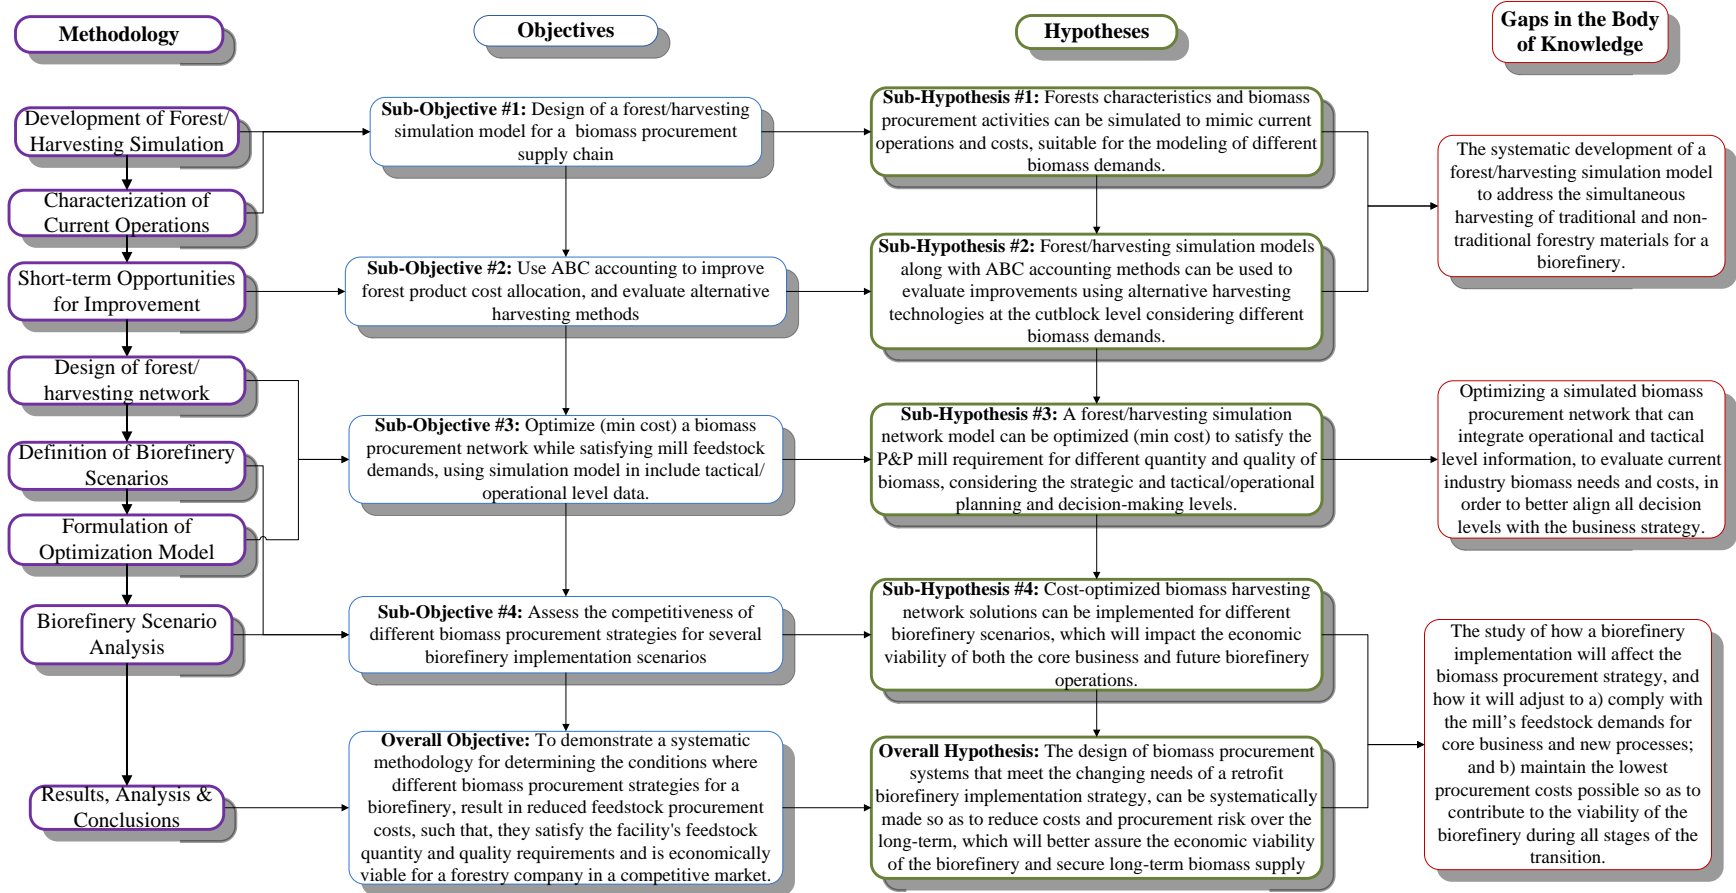 Methodology
Objectives
Hypotheses
Gaps in the Body
of Knowledge
Development of Forest/
Harvesting Simulation
Characterization of
Current Operations
Short-term Opportunities
for Improvement
Design of forest/
harvesting network
Definition of Biorefinery
Scenarios
Formulation of
Optimization Model
Biorefinery Scenario
Analysis
Results, Analysis &
Conclusions
Sub-Objective #1: Design of a forest/harvesting
simulation model for a biomass procurement
supply chain
Sub-Objective #2: Use ABC accounting to improve
forest product cost allocation, and evaluate alternative
harvesting methods
Sub-Objective #3: Optimize (min cost) a biomass
procurement network while satisfying mill feedstock
demands, using simulation model in include tactical/
operational level data.
Sub-Objective #4: Assess the competitiveness of
different biomass procurement strategies for several
biorefinery implementation scenarios
Overall Objective: To demonstrate a systematic
methodology for determining the conditions where
different biomass procurement strategies for a
biorefinery, result in reduced feedstock procurement
costs, such that, they satisfy the facility's feedstock
quantity and quality requirements and is economically
viable for a forestry company in a competitive market.
Sub-Hypothesis #1: Forests characteristics and biomass
procurement activities can be simulated to mimic current
operations and costs, suitable for the modeling of different
biomass demands.
Sub-Hypothesis #2: Forest/harvesting simulation models
along with ABC accounting methods can be used to
evaluate improvements using alternative harvesting
technologies at the cutblock level considering different
biomass demands.
Sub-Hypothesis #3: A forest/harvesting simulation
network model can be optimized (min cost) to satisfy the
P&P mill requirement for different quantity and quality of
biomass, considering the strategic and tactical/operational
planning and decision-making levels.
Sub-Hypothesis #4: Cost-optimized biomass harvesting
network solutions can be implemented for different
biorefinery scenarios, which will impact the economic
viability of both the core business and future biorefinery
operations.
Overall Hypothesis: The design of biomass procurement
systems that meet the changing needs of a retrofit
biorefinery implementation strategy, can be systematically
made so as to reduce costs and procurement risk over the
long-term, which will better assure the economic viability
of the biorefinery and secure long-term biomass supply
The systematic development of a
forest/harvesting simulation model
to address the simultaneous
harvesting of traditional and non-
traditional forestry materials for a
biorefinery.
Optimizing a simulated biomass
procurement network that can
integrate operational and tactical
level information, to evaluate current
industry biomass needs and costs, in
order to better align all decision
levels with the business strategy.
The study of how a biorefinery
implementation will affect the
biomass procurement strategy, and
how it will adjust to a) comply with
the mill’s feedstock demands for
core business and new processes;
and b) maintain the lowest
procurement costs possible so as to
contribute to the viability of the
biorefinery during all stages of the
transition.